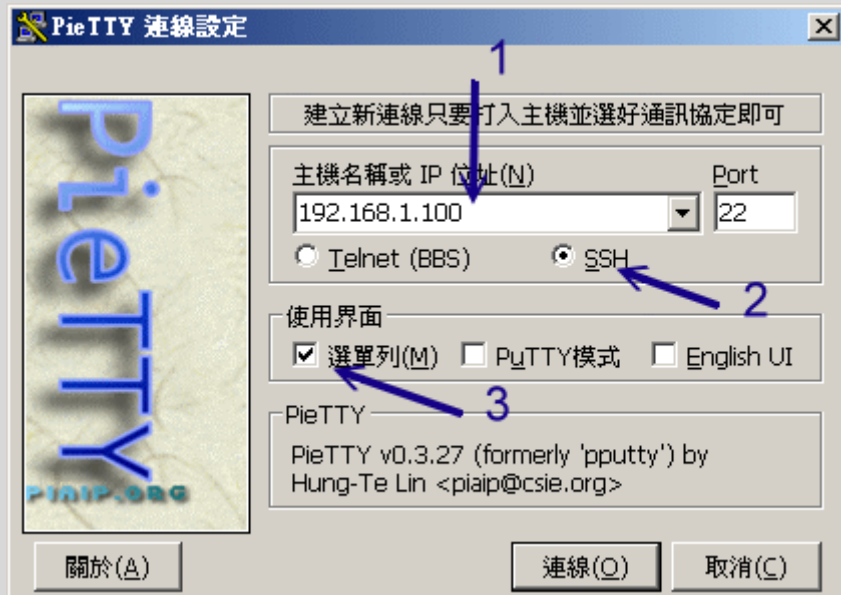 PieTTY 連線設定
1
建立新連線只要打入主機並選好通訊協定即可
PieTTY
主機名稱或 IP 位址(N)
Port
192.168.1.100
22
Telnet (BBS)
SSH
2
使用界面
選單列(M)
PuTTY模式
English UI
3
PieTTY
PieTTY v0.3.27 (formerly 'pputty') by
Hung-Te Lin <piaip@csie.org>
PIAIP.ORG
關於(A)
連線(O)
取消(C)